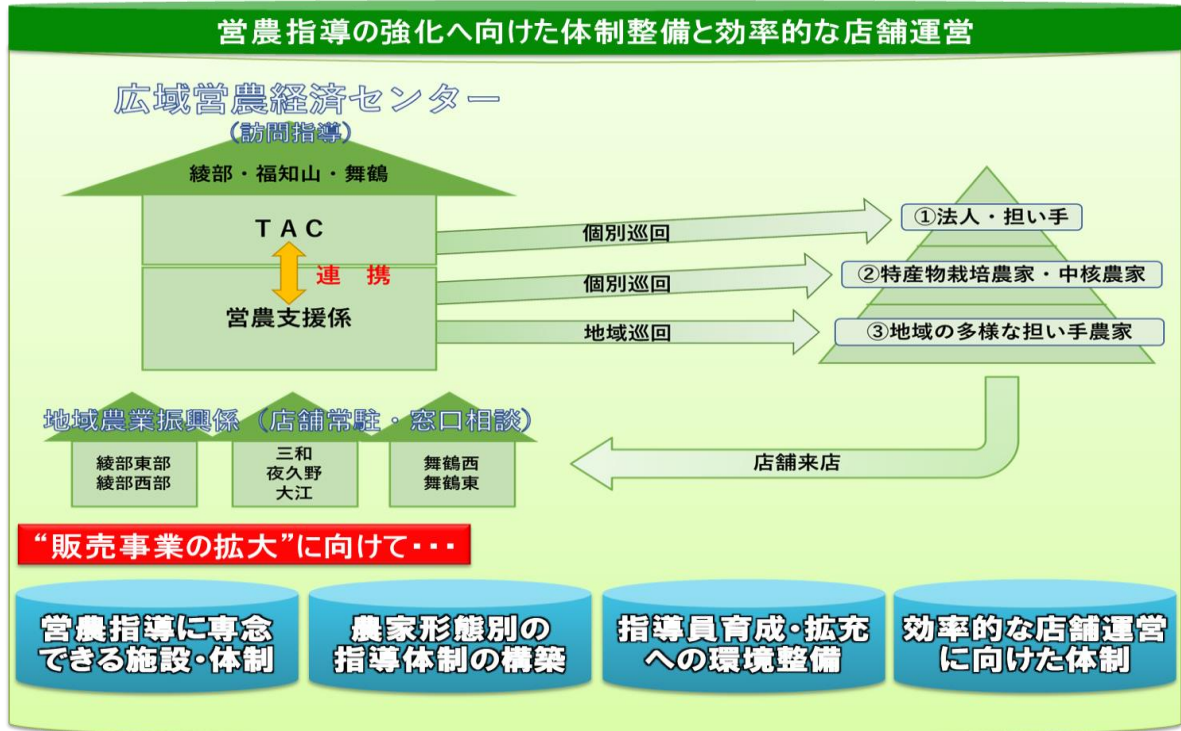 営農指導の強化へ向けた体制整備と効率的な店舗運営
広域営農経済センター
(訪問指導)
綾部・福知山・舞鶴
TAC
連 携
営農支援係
個別巡回
個別巡回
地域巡回
①法人・担い手
②特産物栽培農家・中核農家
③地域の多様な担い手農家
地域農業振興係(店舗常駐・窓口相談)
綾部東部
綾部西部
三和
夜久野
大江
舞鶴西
舞鶴東
店舗来店
“販売事業の拡大”に向けて・・・
営農指導に専念
できる施設・体制
農家形態別の
指導体制の構築
指導員育成・拡充
への環境整備
効率的な店舗運営
に向けた体制